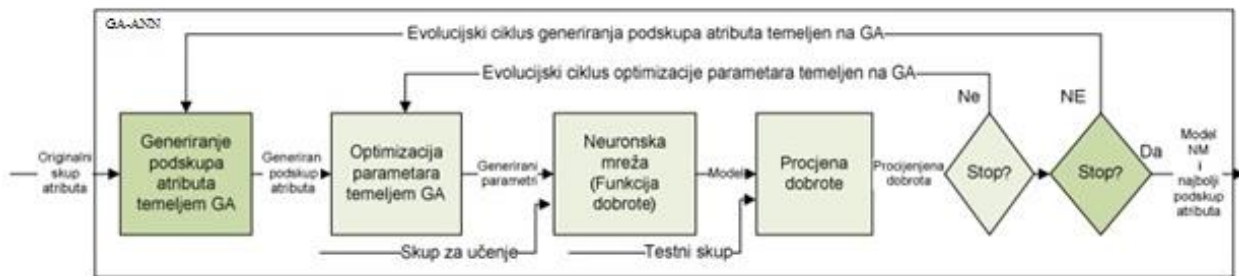 GA-ANN
Evolucijski ciklus generiranja podskupa atributa temeljen na GA
Evolucijski ciklus optimizacije parametara temeljen na GA
Ne
NE
Originalni
skup
atributa
Generiranje
podskupa
atributa
temeljem GA
Generiran
podskup
atributa
Optimizacija
parametara
temeljem GA
Generirani
parametri
Neuronska
mreža
(Funkcija
dobrote)
Model
Procjena
dobrote
Procjenjena
dobrota
Stop?
Stop?
Da
Model
NM
i
najbolji
podskup
atributa
Skup za učenje
Testni skup